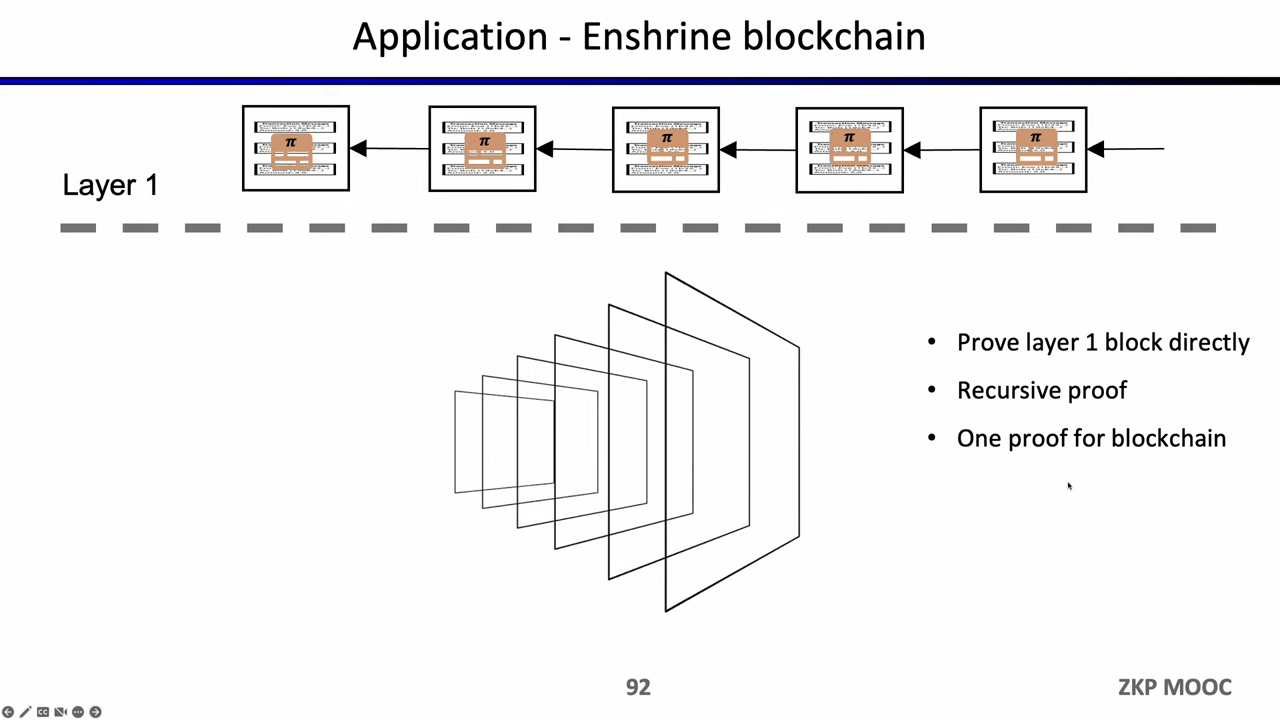 Application - Enshrine blockchain
π
π
π
π
π
Layer 1
• Prove layer 1 block directly
• Recursive proof
• One proof for blockchain
92
ZKP MOOC